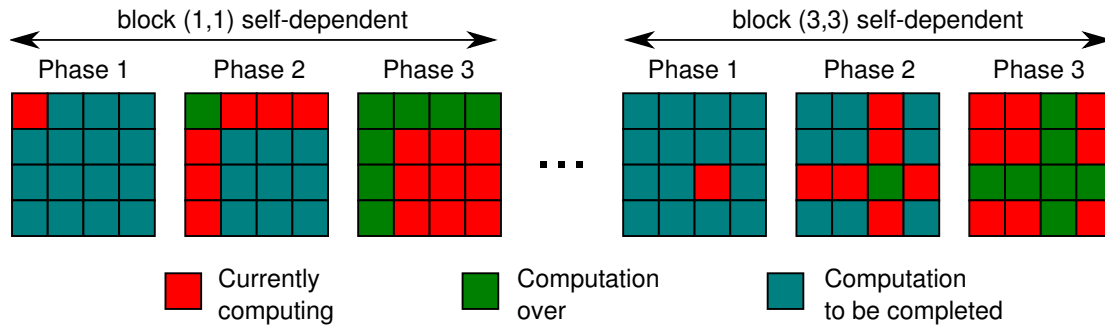 block (1,1) self-dependent
block (3,3) self-dependent
Phase 1
Phase 2
Phase 3
Phase 1
Phase 2
Phase 3
...
Currently
computing
Computation
over
Computation
to be completed